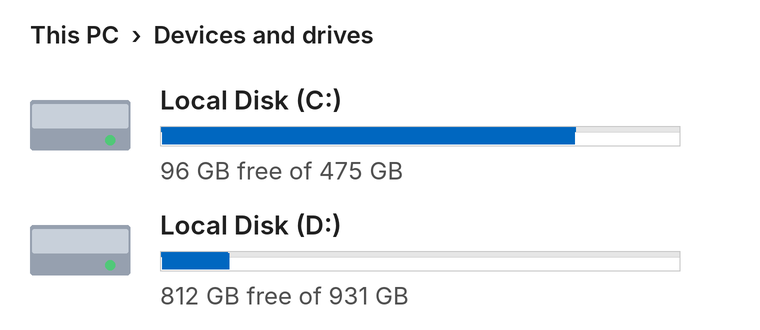 This PC › Devices and drives
Local Disk (C:)
96 GB free of 475 GB
Local Disk (D:)
812 GB free of 931 GB